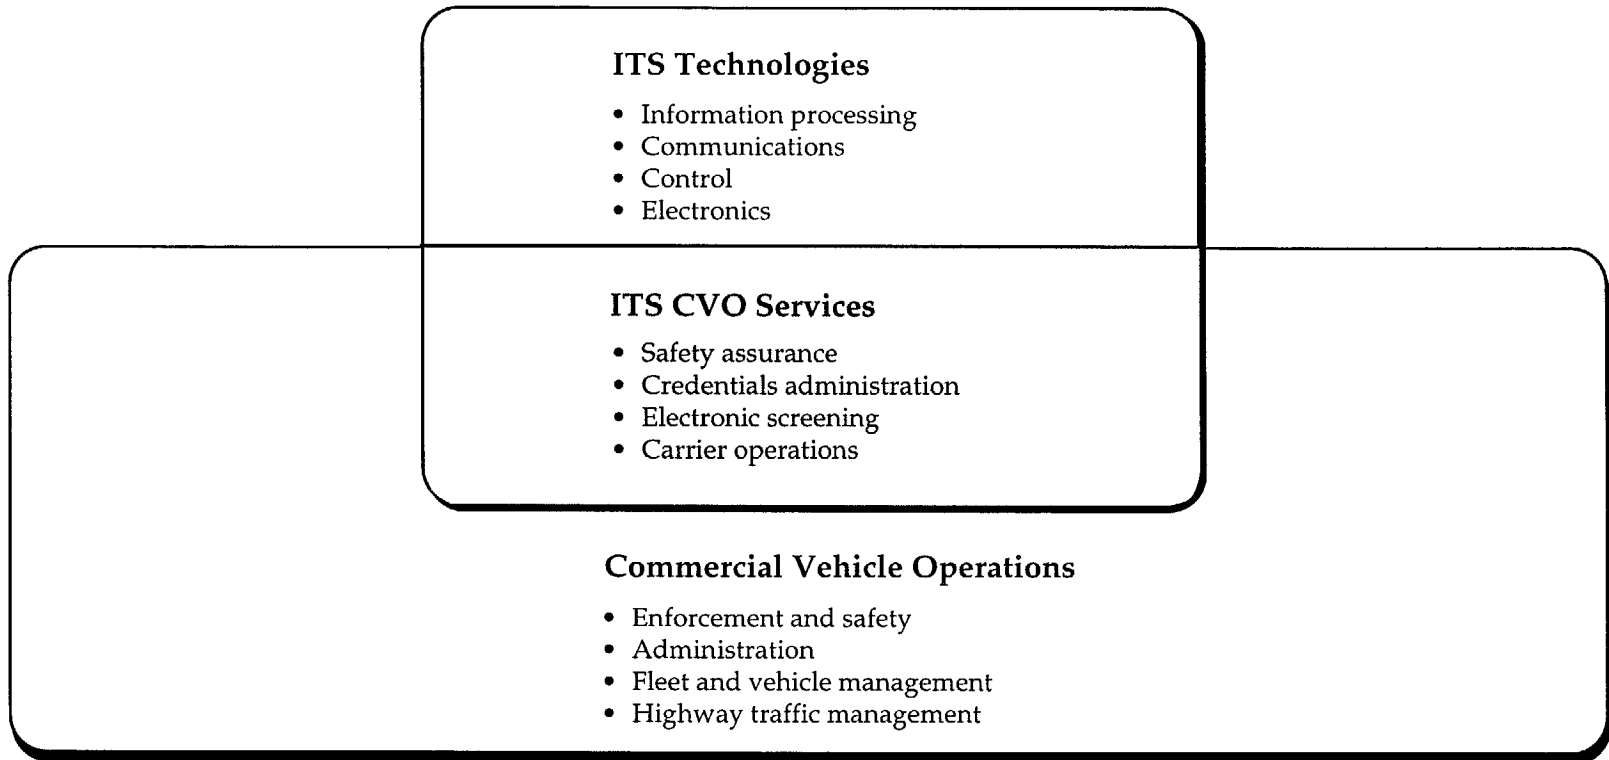 ITS Technologies
• Information processing
• Communications
• Control
• Electronics
ITS CVO Services
• Safety assurance
• Credentials administration
• Electronic screening
• Carrier operations
Commercial Vehicle Operations
• Enforcement and safety
• Administration
• Fleet and vehicle management
• Highway traffic management